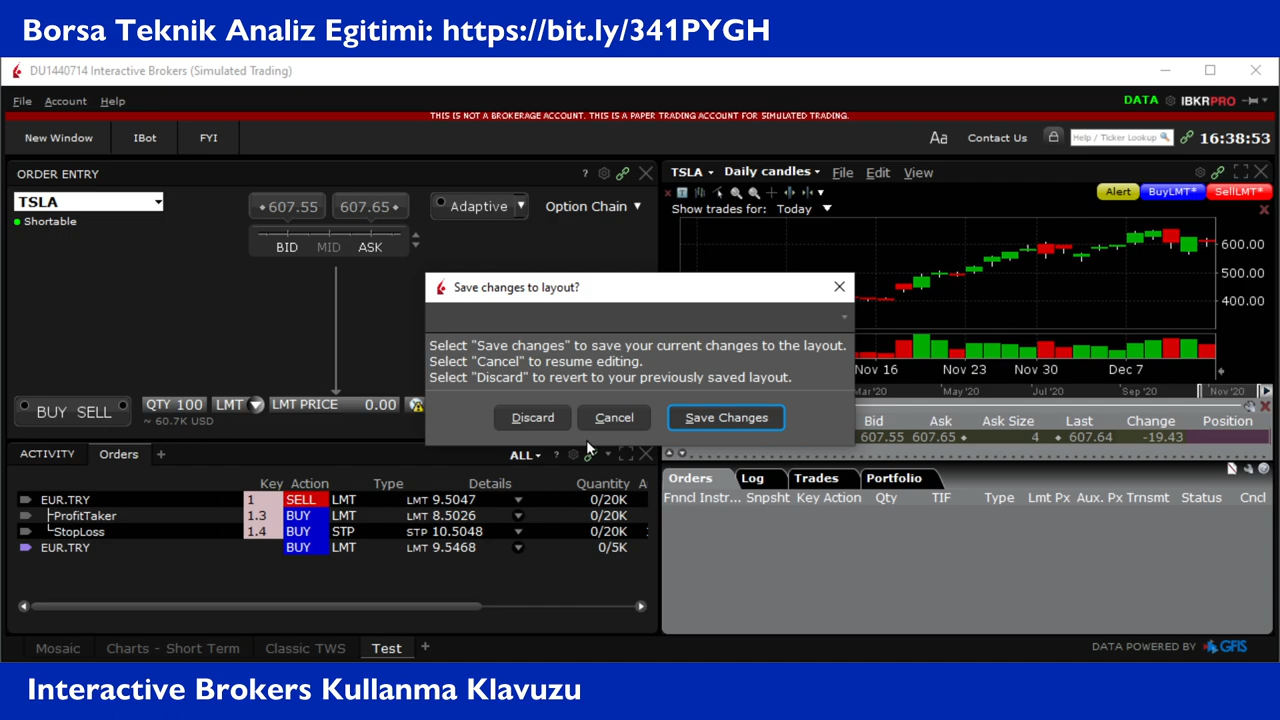 Borsa Teknik Analiz Egitimi: https://bit.ly/341PYGH
DU1440714 Interactive Brokers (Simulated Trading)
File Account Help
DATA IBKRPRO
THIS IS NOT A BROKERAGE ACCOUNT. THIS IS A PAPER TRADING ACCOUNT FOR SIMULATED TRADING.
New Window IBot FYI
Aa Contact Us Help / Ticker Lookup 16:38:53
ORDER ENTRY ?
TSLA
Shortable
607.55 607.65
BID MID ASK
Adaptive Option Chain
TSLA Daily candles File Edit View
Alert BuyLMT* SellLMT*
Show trades for: Today
600.00
500.00
400.00
Nov 16 Nov 23 Nov 30 Dec 7
Mar '20 May '20 Jul '20 Sep '20 Nov '20
Save changes to layout?
Select "Save changes" to save your current changes to the layout.
Select "Cancel" to resume editing.
Select "Discard" to revert to your previously saved layout.
Discard Cancel Save Changes
BUY SELL QTY 100 LMT LMT PRICE 0.00
~ 60.7K USD
Bid Ask Ask Size Last Change Position
607.55 607.65 4 607.64 -19.43
ACTIVITY Orders + ALL ?
Key Action Type Details Quantity A
EUR.TRY 1 SELL LMT LMT 9.5047 0/20K
ProfitTaker 1.3 BUY LMT LMT 8.5026 0/20K
StopLoss 1.4 BUY STP STP 10.5048 0/20K
EUR.TRY BUY LMT LMT 9.5468 0/5K
Orders Log Trades Portfolio
Fnncl Instr... Snpsht Key Action Qty TIF Type Lmt Px Aux. Px Trnsmt Status Cncl
Mosaic Charts - Short Term Classic TWS Test +
DATA POWERED BY GFIS
Interactive Brokers Kullanma Klavuzu